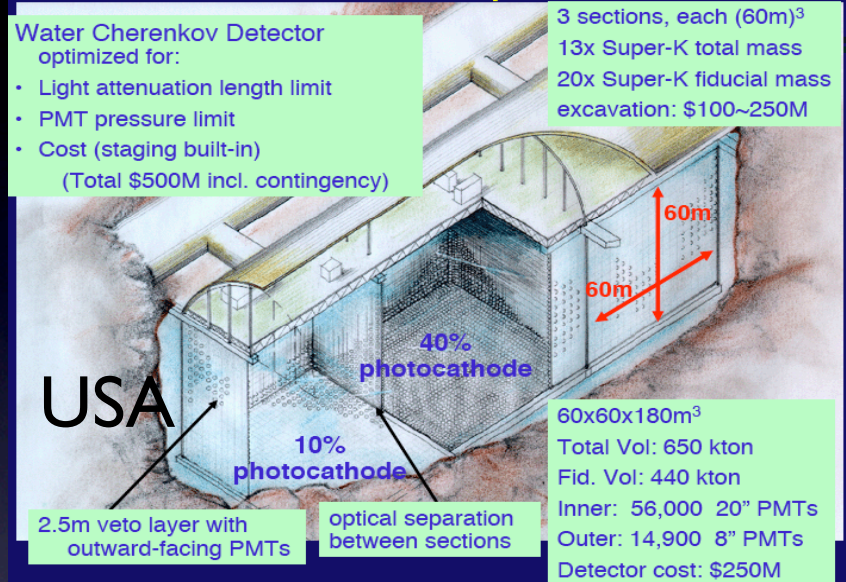 Water Cherenkov Detector
optimized for:
• Light attenuation length limit
• PMT pressure limit
• Cost (staging built-in)
(Total $500M incl. contingency)
3 sections, each (60m)³
13x Super-K total mass
20x Super-K fiducial mass
excavation: $100~250M
60m
60m
40%
photocathode
USA
10%
photocathode
2.5m veto layer with
outward-facing PMTs
optical separation
between sections
60x60x180m³
Total Vol: 650 kton
Fid. Vol: 440 kton
Inner: 56,000 20” PMTs
Outer: 14,900 8” PMTs
Detector cost: $250M